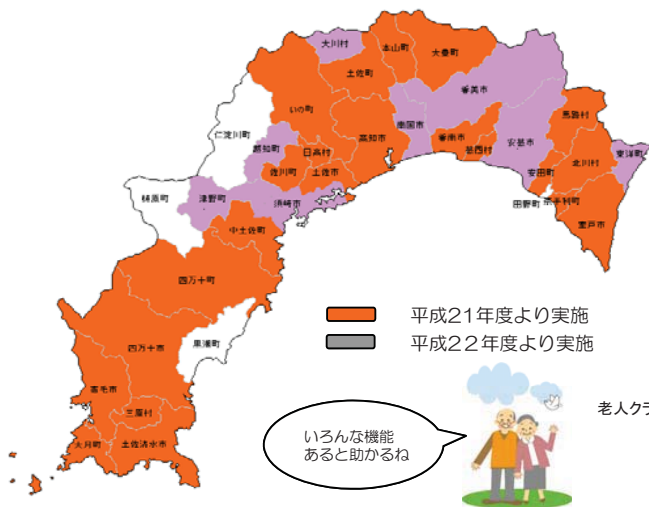 大川村
本山町
大豊町
土佐町
香美市
いの町
馬路村
仁淀川町
高知市
南国市
越知町
日高村
香南市
芸西村
安芸市
東洋町
佐川町
土佐市
安田町
北川村
梼原町
津野町
須崎市
田野町
奈半利町
中土佐町
室戸市
四万十町
平成21年度より実施
黒潮町
平成22年度より実施
四万十市
宿毛市
三原村
大月町
土佐清水市
老人クラ
いろんな機能
あると助かるね